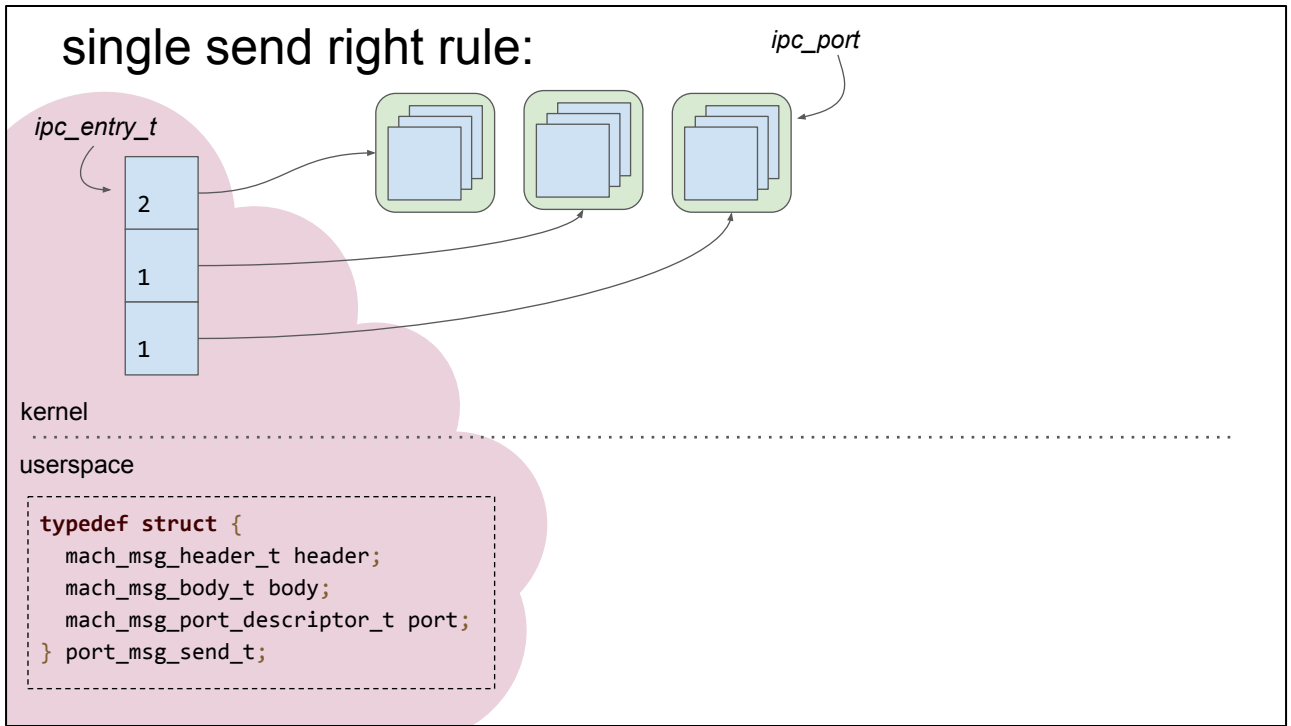 single send right rule:
ipc_port
ipc_entry_t
2
1
1
kernel
userspace
typedef struct {
  mach_msg_header_t header;
  mach_msg_body_t body;
  mach_msg_port_descriptor_t port;
} port_msg_send_t;